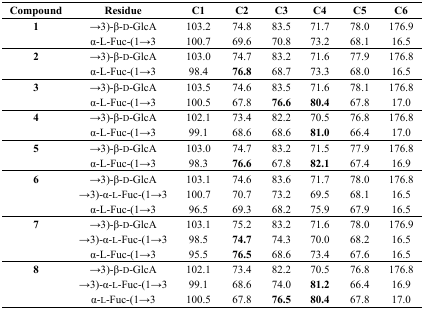 Compound Residue C1 C2 C3 C4 C5 C6
1 →3)-β-D-GlcA 103.2 74.8 83.5 71.7 78.0 176.9
α-L-Fuc-(1→3 100.7 69.6 70.8 73.2 68.1 16.5
2 →3)-β-D-GlcA 103.0 74.7 83.2 71.6 77.9 176.8
α-L-Fuc-(1→3 98.4 76.8 68.7 73.3 68.0 16.5
3 →3)-β-D-GlcA 103.5 74.6 83.5 71.6 78.1 176.8
α-L-Fuc-(1→3 100.5 67.8 76.6 80.4 67.8 17.0
4 →3)-β-D-GlcA 102.1 73.4 82.2 70.5 76.8 176.8
α-L-Fuc-(1→3 99.1 68.6 68.6 81.0 66.4 17.0
5 →3)-β-D-GlcA 103.0 74.7 83.2 71.5 77.9 176.8
α-L-Fuc-(1→3 98.3 76.6 67.8 82.1 67.4 16.9
6 →3)-β-D-GlcA 103.1 74.6 83.6 71.7 78.0 176.8
→3)-α-L-Fuc-(1→3 100.7 70.7 73.2 69.5 68.1 16.5
α-L-Fuc-(1→3 96.5 69.3 68.2 75.9 67.9 16.5
7 →3)-β-D-GlcA 103.1 75.2 83.2 71.6 78.0 176.9
→3)-α-L-Fuc-(1→3 98.5 74.7 74.3 70.0 68.2 16.5
α-L-Fuc-(1→3 95.5 76.5 68.6 73.4 67.6 16.5
8 →3)-β-D-GlcA 102.1 73.4 82.2 70.5 76.8 176.8
→3)-α-L-Fuc-(1→3 99.1 68.6 74.0 81.2 66.4 16.9
α-L-Fuc-(1→3 100.5 67.8 76.5 80.4 67.8 17.0